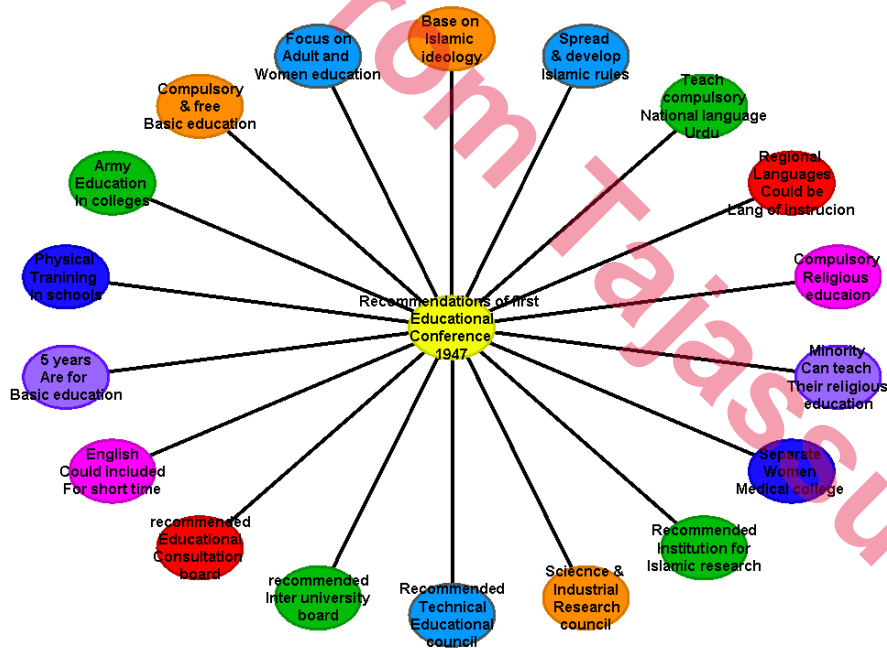 Base on
Islamic
ideology
Spread
& develop
Islamic rules
Teach
compulsory
National language
Urdu
Regional
Languages
Could be
Lang of instrucion
Compulsory
Religious
educaion
Minority
Can teach
Their religious
education
Separate
Women
Medical college
Recommended
Institution for
Islamic research
Sciecnce &
Industrial
Research
council
Recommended
Technical
Educational
council
recommended
Inter university
board
recommended
Educational
Consultation
board
English
Could included
For short time
5 years
Are for
Basic education
Physical
Tranining
In schools
Army
Education
In colleges
Compulsory
& free
Basic education
Focus on
Adult and
Women education
Recommendations of first
Educational
Conference
1947
rom Tajassu